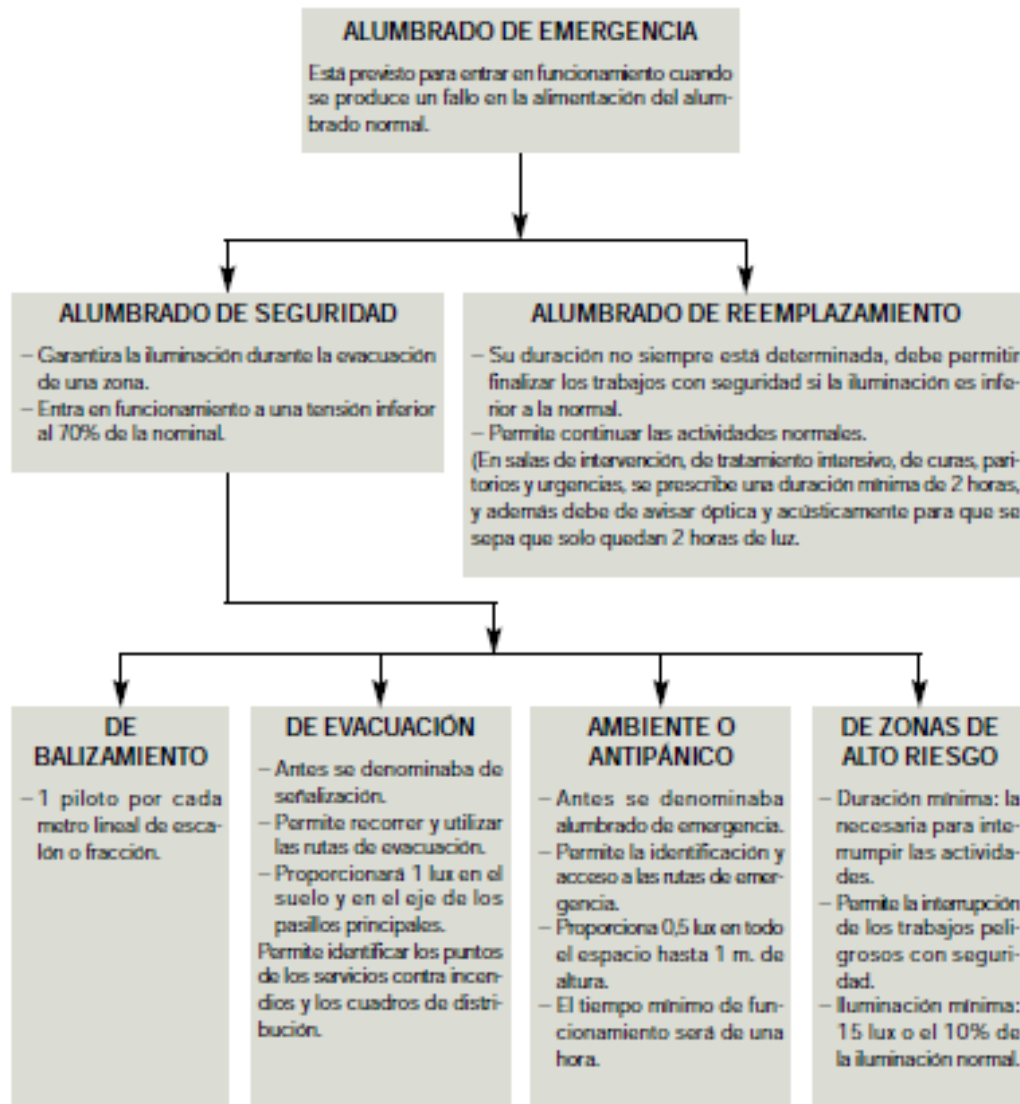 ALUMBRADO DE EMERGENCIA
Está previsto para entrar en funcionamiento cuando
se produce un fallo en la alimentación del alum-
brado normal.
ALUMBRADO DE SEGURIDAD
– Garantiza la iluminación durante la evacuación
de una zona.
– Entra en funcionamiento a una tensión inferior
al 70% de la nominal.
ALUMBRADO DE REEMPLAZAMIENTO
– Su duración no siempre está determinada, debe permitir
finalizar los trabajos con seguridad si la iluminación es infe-
rior a la normal.
– Permite continuar las actividades normales.
(En salas de intervención, de tratamiento intensivo, de curas, pari-
torios y urgencias, se prescribe una duración mínima de 2 horas,
y además debe de avisar óptica y acústicamente para que se
sepa que solo quedan 2 horas de luz.
DE
BALIZAMIENTO
– 1 piloto por cada
metro lineal de esca-
lón o fracción.
DE EVACUACIÓN
– Antes se denominaba de
señalización.
– Permite recorrer y utilizar
las rutas de evacuación.
– Proporcionará 1 lux en el
suelo y en el eje de los
pasillos principales.
Permite identificar los puntos
de los servicios contra incen-
dios y los cuadros de distri-
bución.
AMBIENTE O
ANTIPÁNICO
– Antes se denominaba
alumbrado de emergencia.
– Permite la identificación y
acceso a las rutas de emer-
gencia.
– Proporciona 0,5 lux en todo
el espacio hasta 1 m. de
altura.
– El tiempo mínimo de fun-
cionamiento será de una
hora.
DE ZONAS DE
ALTO RIESGO
– Duración mínima: la
necesaria para inte-
rrumpir las activida-
des.
– Permite la interrupción
de los trabajos peli-
grosos con seguri-
dad.
– Iluminación mínima:
15 lux o el 10% de
la iluminación normal.